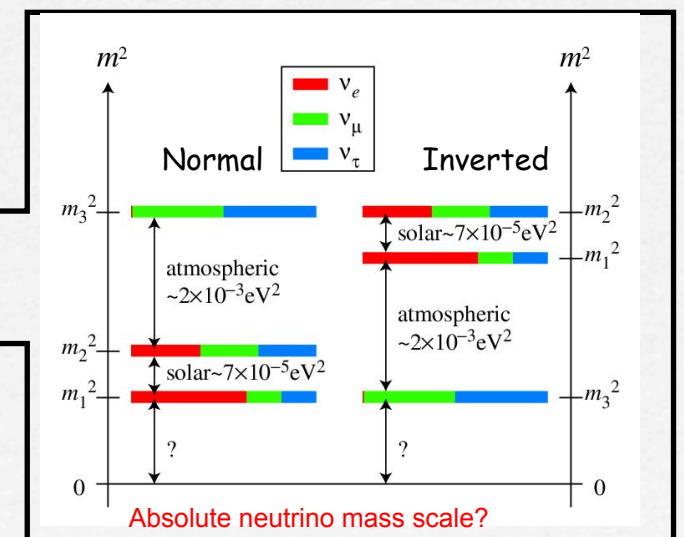 m²
m²
νe
νμ
ντ
Normal
Inverted
m₃²
m₂²
solar~7×10⁻⁵eV²
m₁²
atmospheric
~2×10⁻³eV²
atmospheric
~2×10⁻³eV²
m₂²
solar~7×10⁻⁵eV²
m₁²
m₃²
?
?
0
0
Absolute neutrino mass scale?